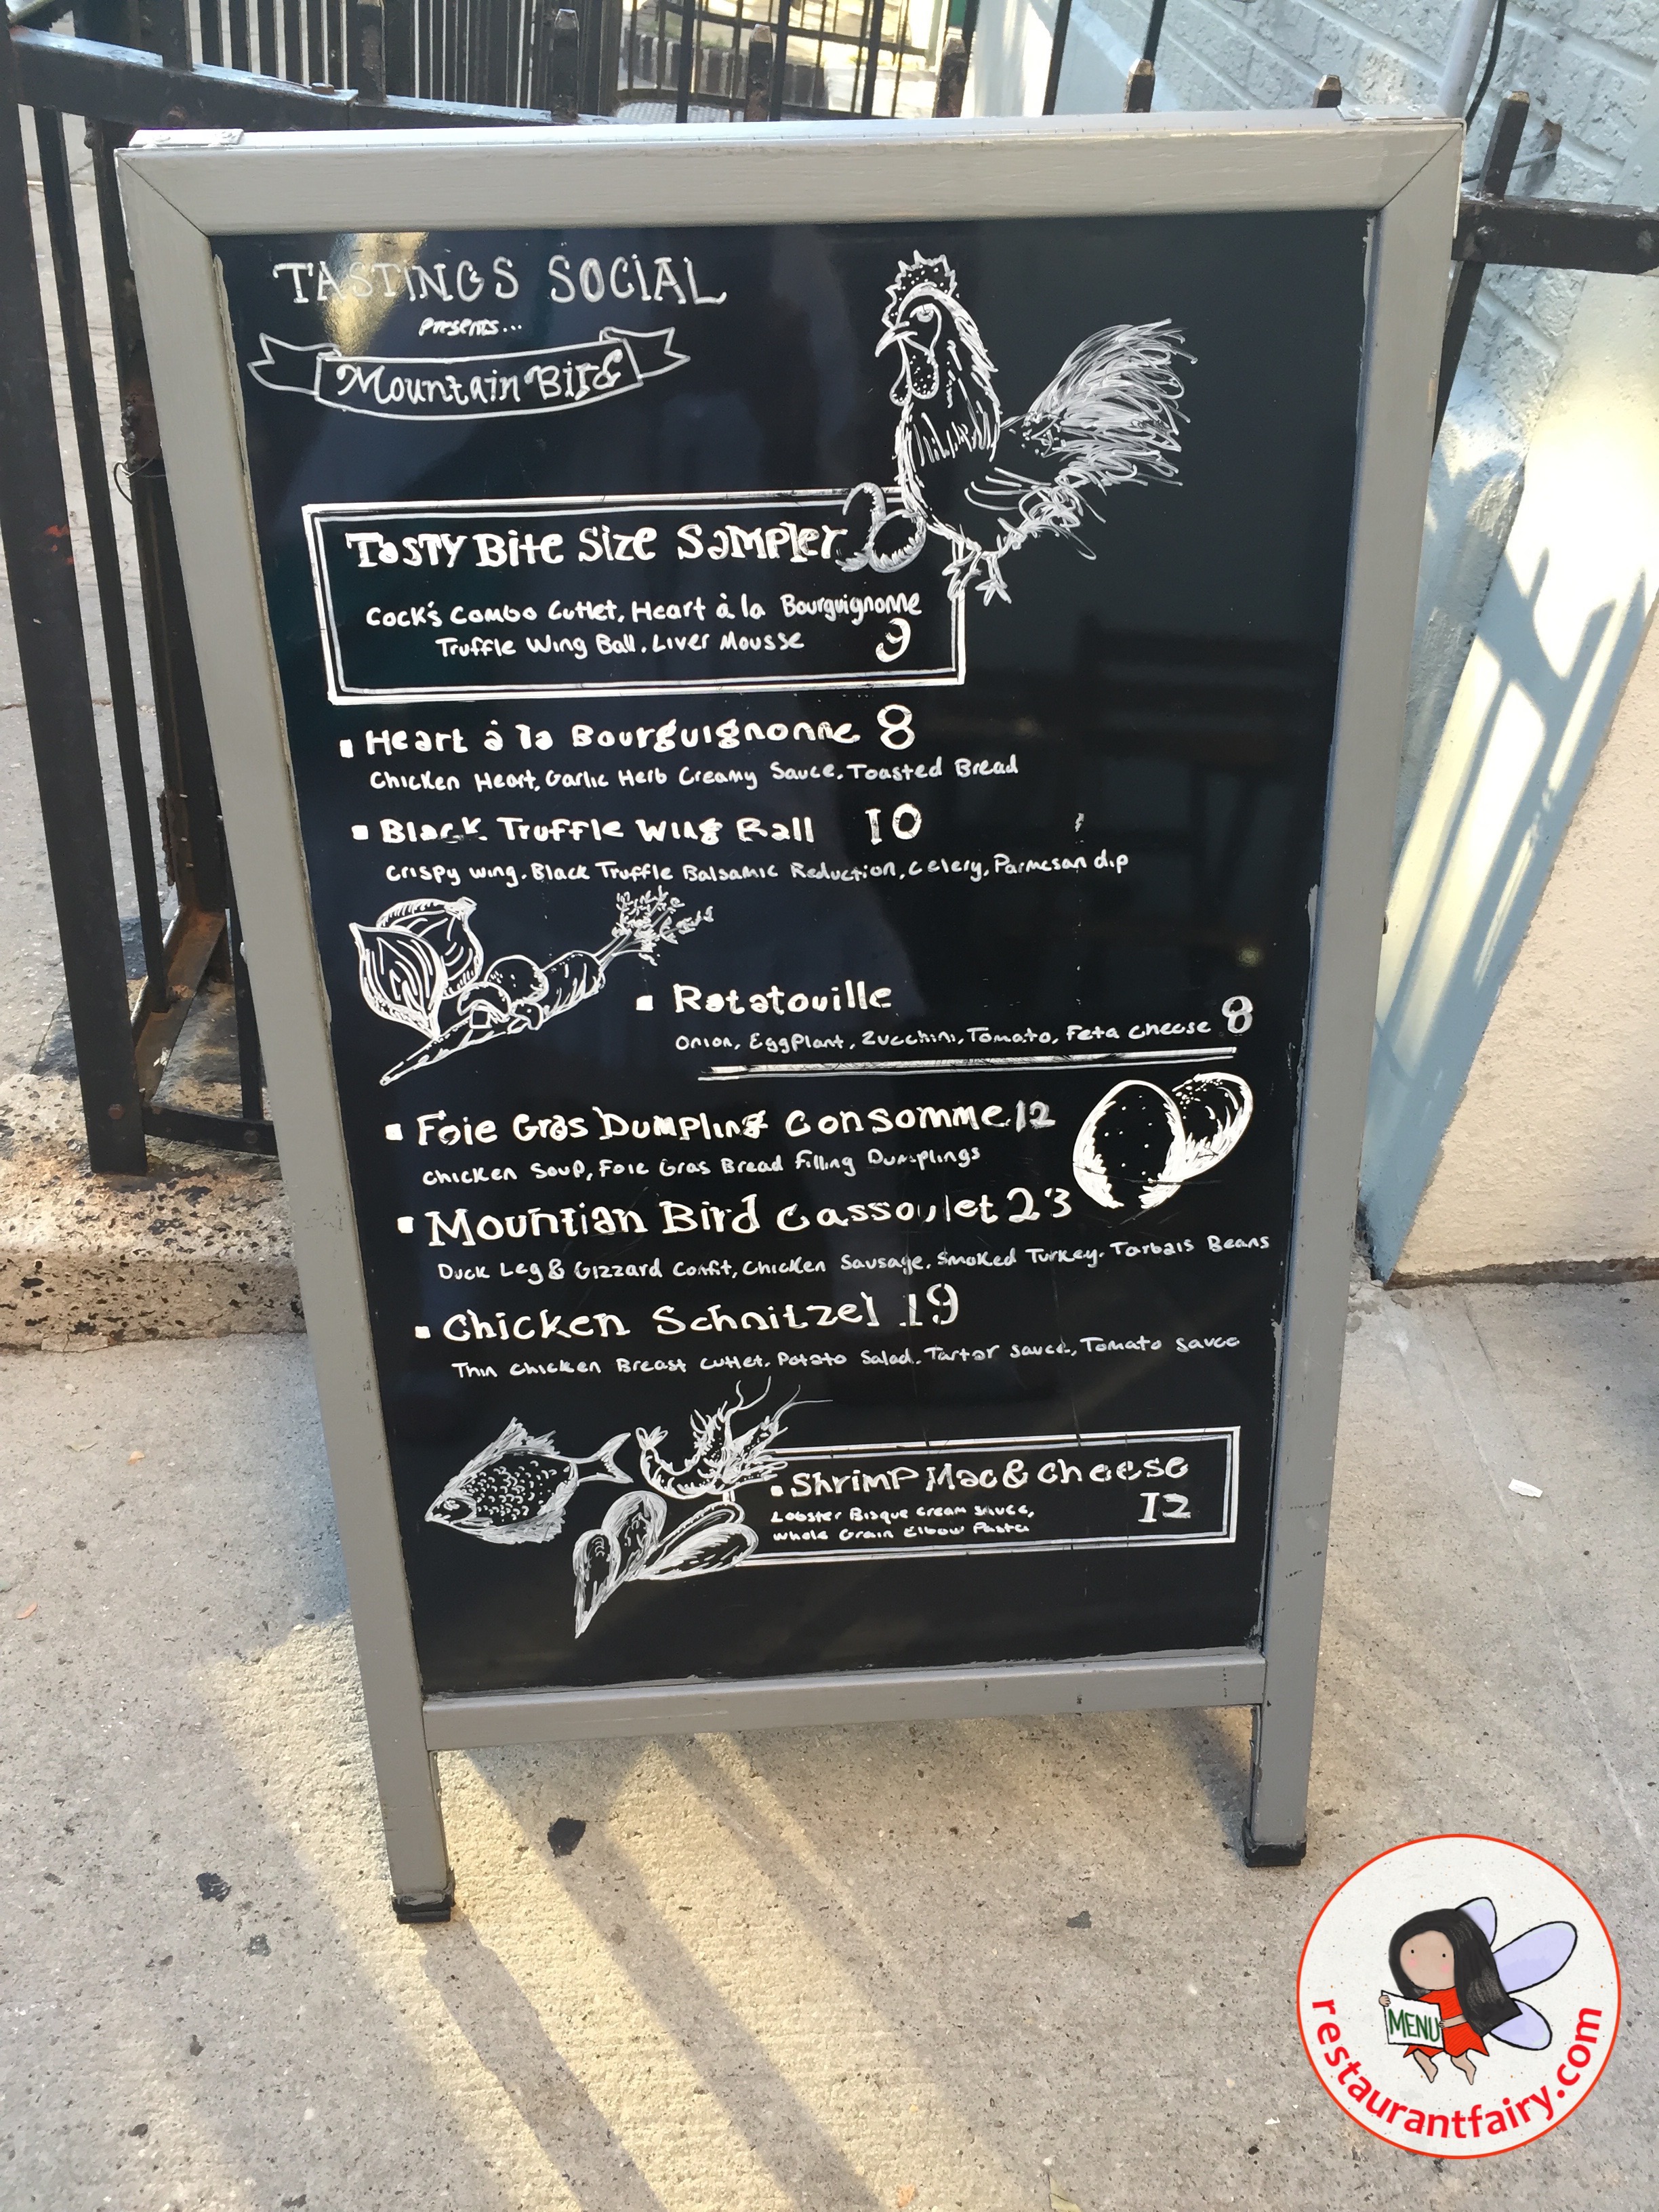 TASTINGS SOCIAL
Presents...
Mountain Bird
Tasty Bite Size Sampler
Cock's Combo Cutlet, Heart à la Bourguignonne
Truffle Wing Ball. Liver Mousse 9
Heart à la Bourguignonne 8
Chicken Heart, Garlic Herb Creamy Sauce. Toasted Bread
Black Truffle Wing Ball 10
Crispy wing. Black Truffle Balsamic Reduction, Celery, Parmesan dip
Ratatouille
Onion, Eggplant, Zucchini, Tomato, Feta cheese 8
Foie Gras Dumpling Consomme 12
Chicken Soup, Foie Gras Bread Filling Dumplings
Mountian Bird Cassoulet 23
Duck Leg & Gizzard Confit, Chicken Sausage, Smoked Turkey. Tarbais Beans
Chicken Schnitzel 19
Thin Chicken Breast Cutlet. Potato Salad. Tartar Sauce, Tomato Sauce
Shrimp Mac & cheese
Lobster Bisque Cream Sauce,
Whole Grain Elbow Pasta
12
MENU
restaurantfairy.com